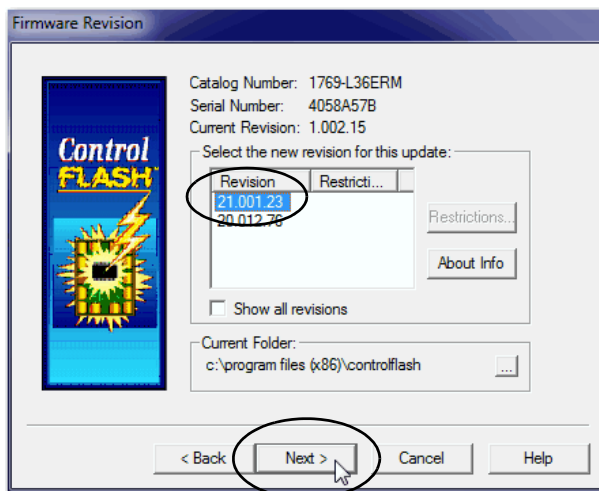 Firmware Revision
Catalog Number: 1769-L36ERM
Serial Number: 4058A57B
Current Revision: 1.002.15
Control
FLASH
Select the new revision for this update:
Revision Restricti...
21.001.23
20.012.76
Restrictions...
About Info
Show all revisions
Current Folder:
c:\program files (x86)\controlflash
...
< Back Next > Cancel Help